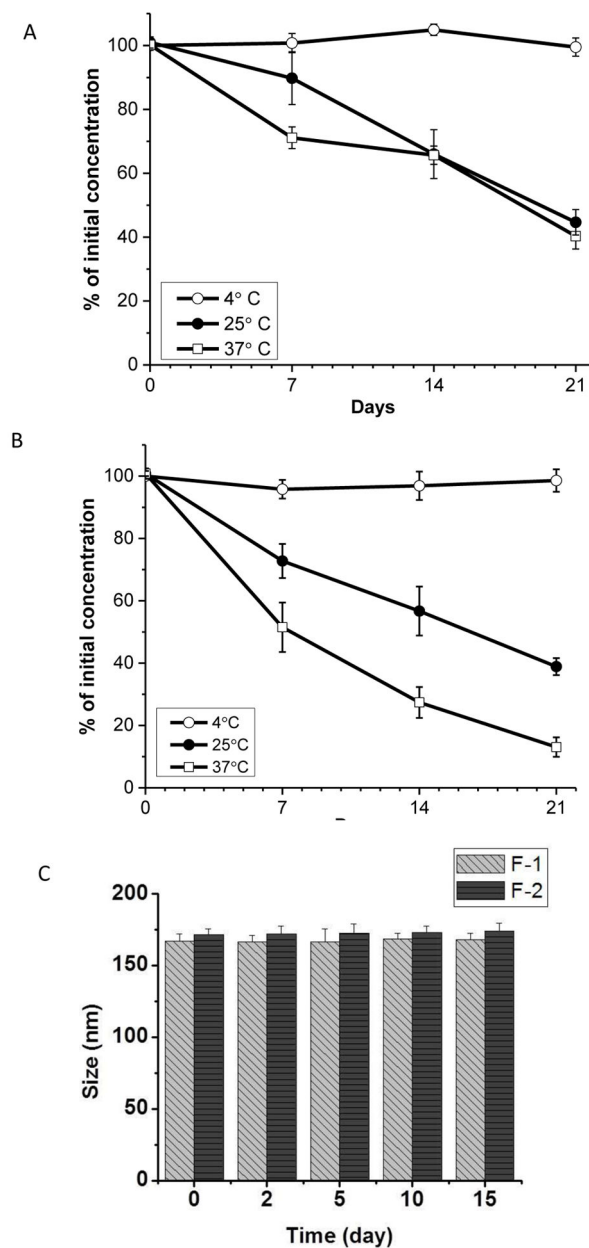 A
% of initial concentration
100
80
60
40
20
0
4° C
25° C
37° C
0 7 14 21
Days
B
% of initial concentration
100
80
60
40
20
0
4°C
25°C
37°C
0 7 14 21
C
F-1
F-2
Size (nm)
200
150
100
50
0
0 2 5 10 15
Time (day)